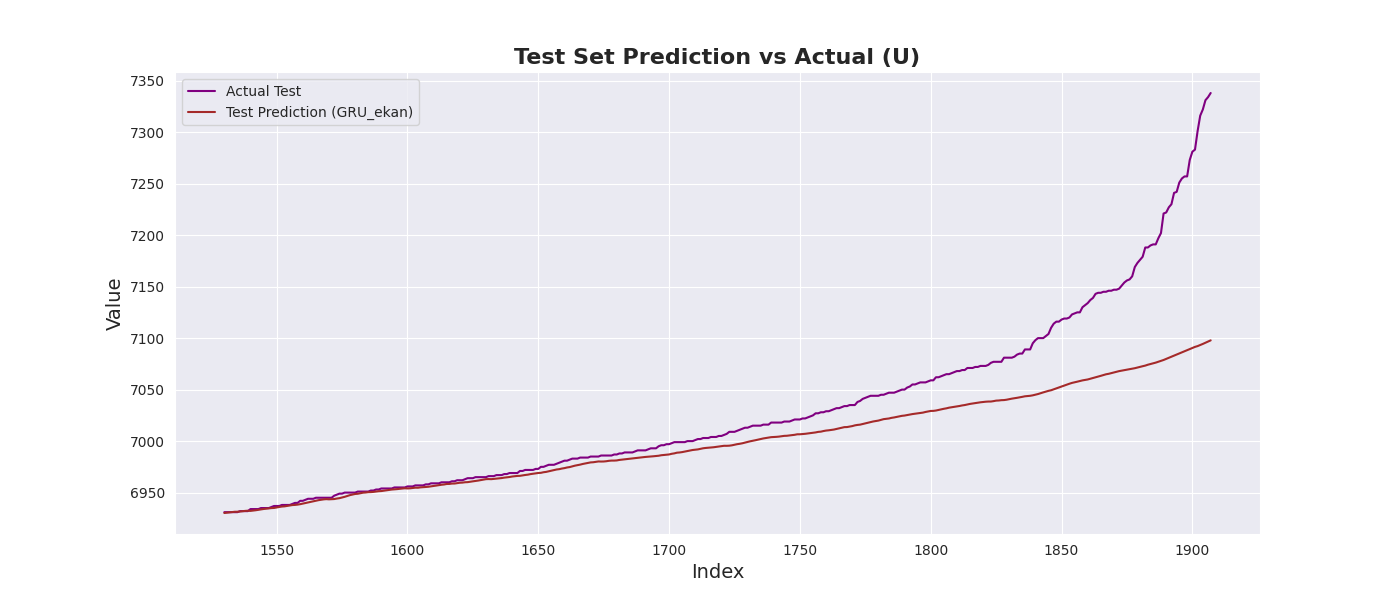 Test Set Prediction vs Actual (U)
Actual Test
Test Prediction (GRU_ekan)
7350
7300
7250
7200
7150
7100
7050
7000
6950
Value
1550 1600 1650 1700 1750 1800 1850 1900
Index